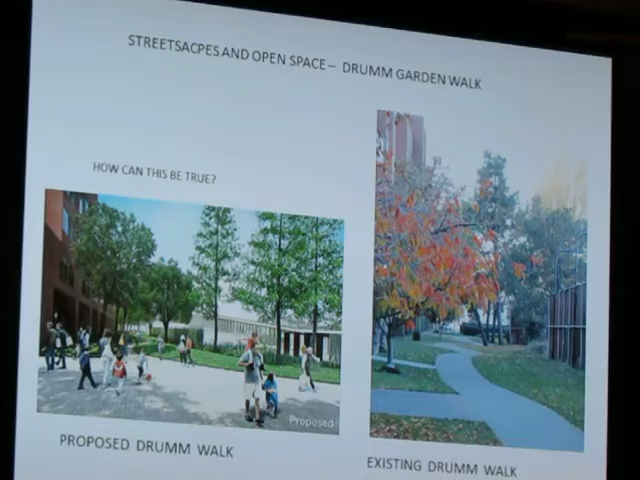 STREETSACPES AND OPEN SPACE – DRUMM GARDEN WALK
HOW CAN THIS BE TRUE?
Proposed
PROPOSED DRUMM WALK
EXISTING DRUMM WALK